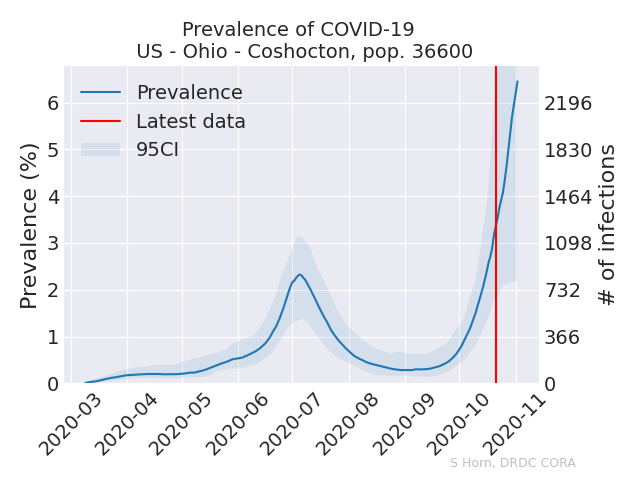 Prevalence of COVID-19
US - Ohio - Coshocton, pop. 36600
Prevalence
Latest data
95CI
Prevalence (%)
6
5
4
3
2
1
0
2196
1830
1464
1098
732
366
0
# of infections
2020-03
2020-04
2020-05
2020-06
2020-07
2020-08
2020-09
2020-10
2020-11
S Horn, DRDC CORA